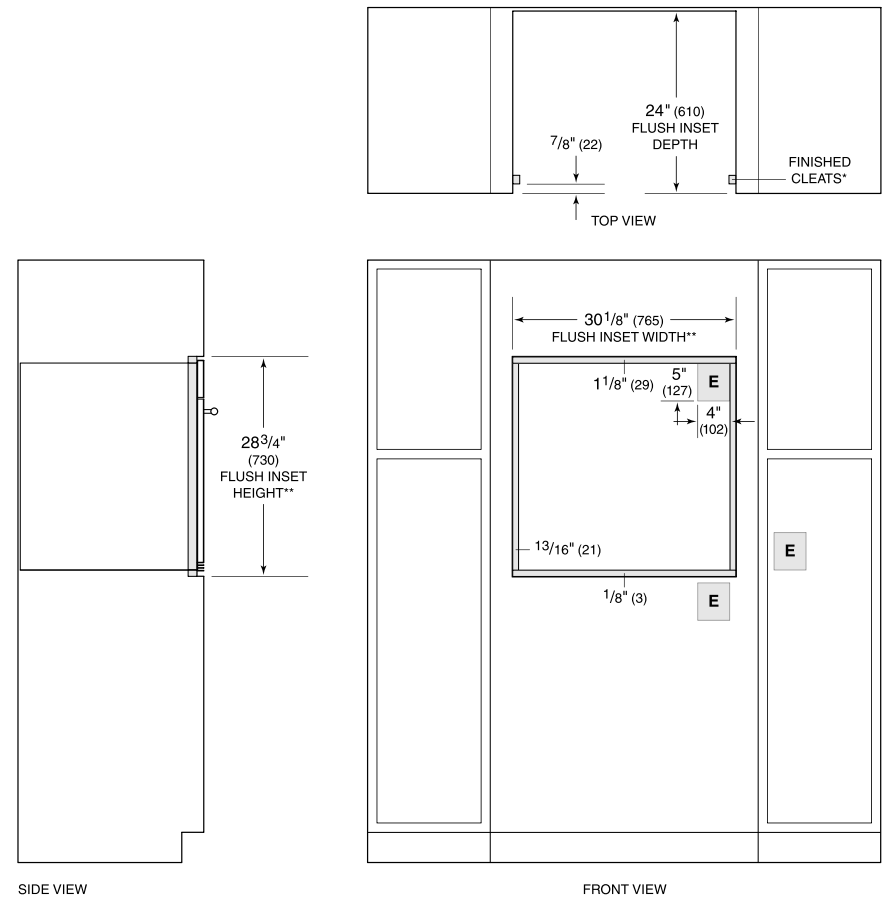 24" (610)
FLUSH INSET
DEPTH
7/8" (22)
FINISHED
CLEATS*
TOP VIEW
30 1/8" (765)
FLUSH INSET WIDTH**
1 1/8" (29)
5"
(127)
E
4"
(102)
28 3/4"
(730)
FLUSH INSET
HEIGHT**
13/16" (21)
E
1/8" (3)
E
SIDE VIEW
FRONT VIEW